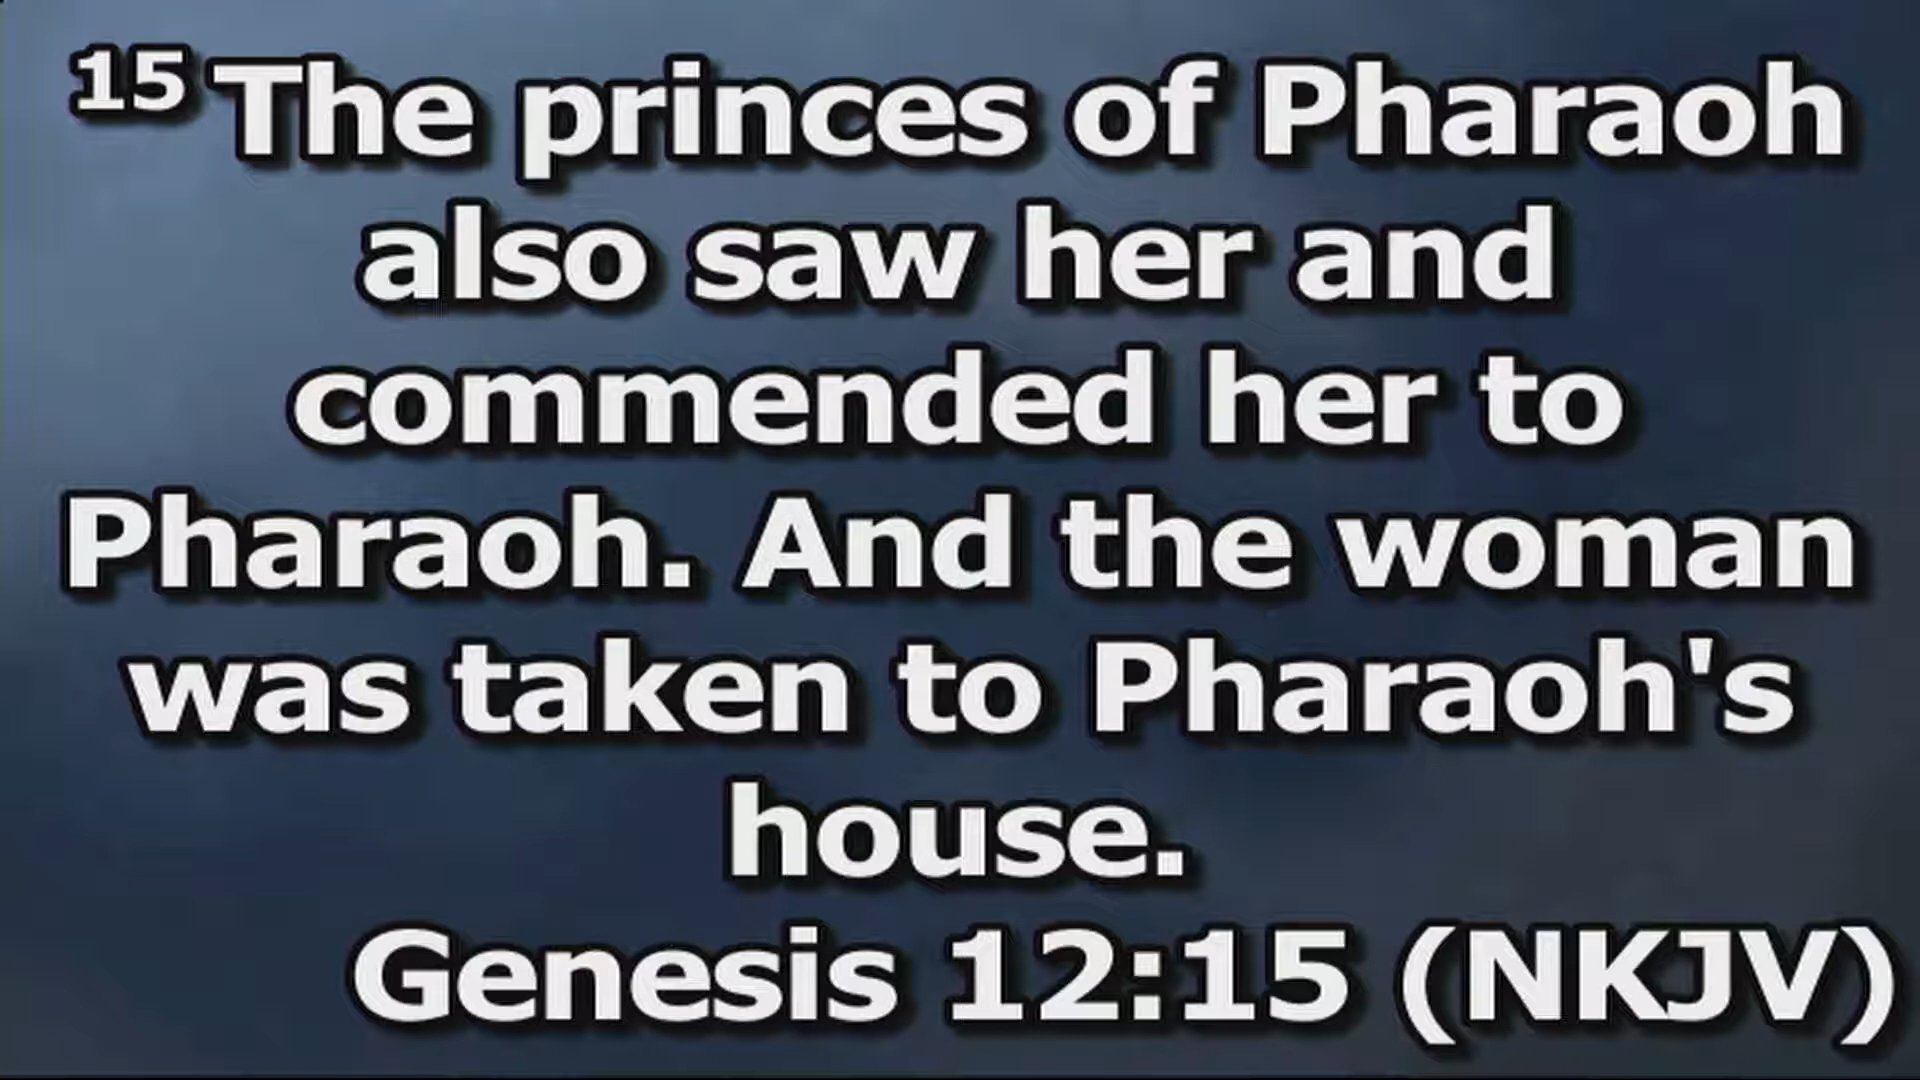 15 The princes of Pharaoh
also saw her and
commended her to
Pharaoh. And the woman
was taken to Pharaoh's
house.
Genesis 12:15 (NKJV)